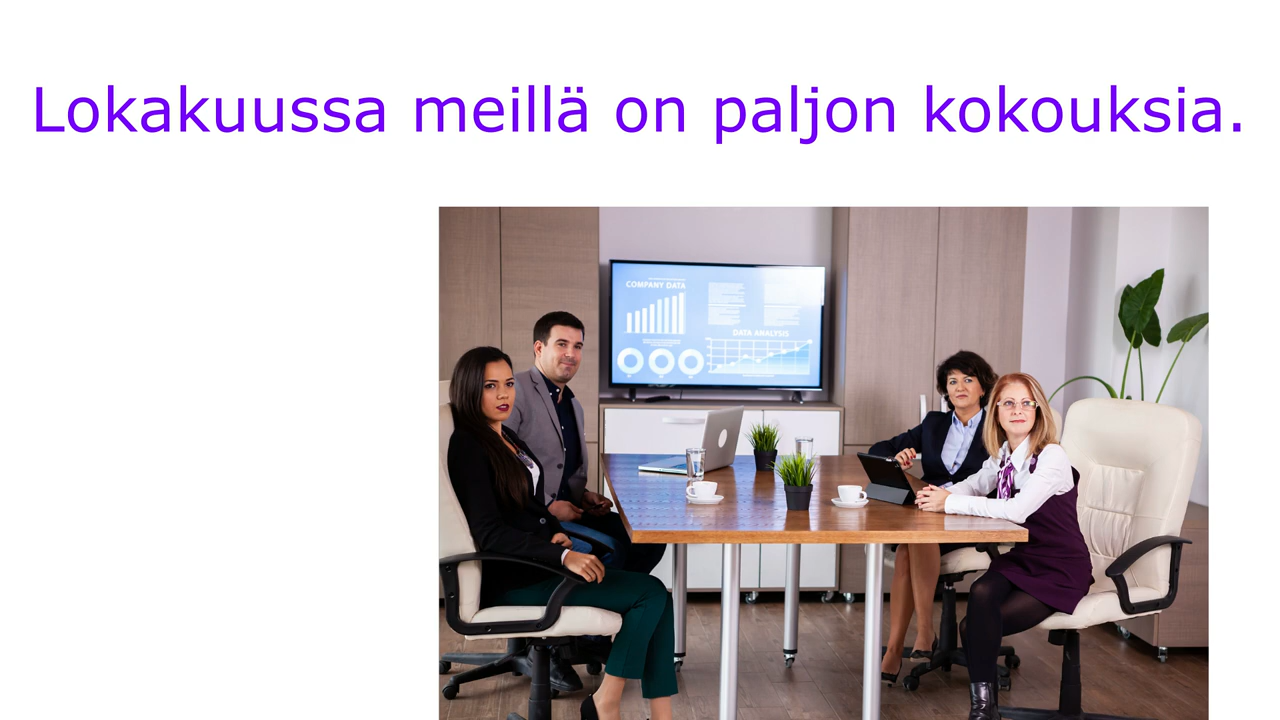 Lokakuussa meillä on paljon kokouksia.
COMPANY DATA
DATA ANALYSIS